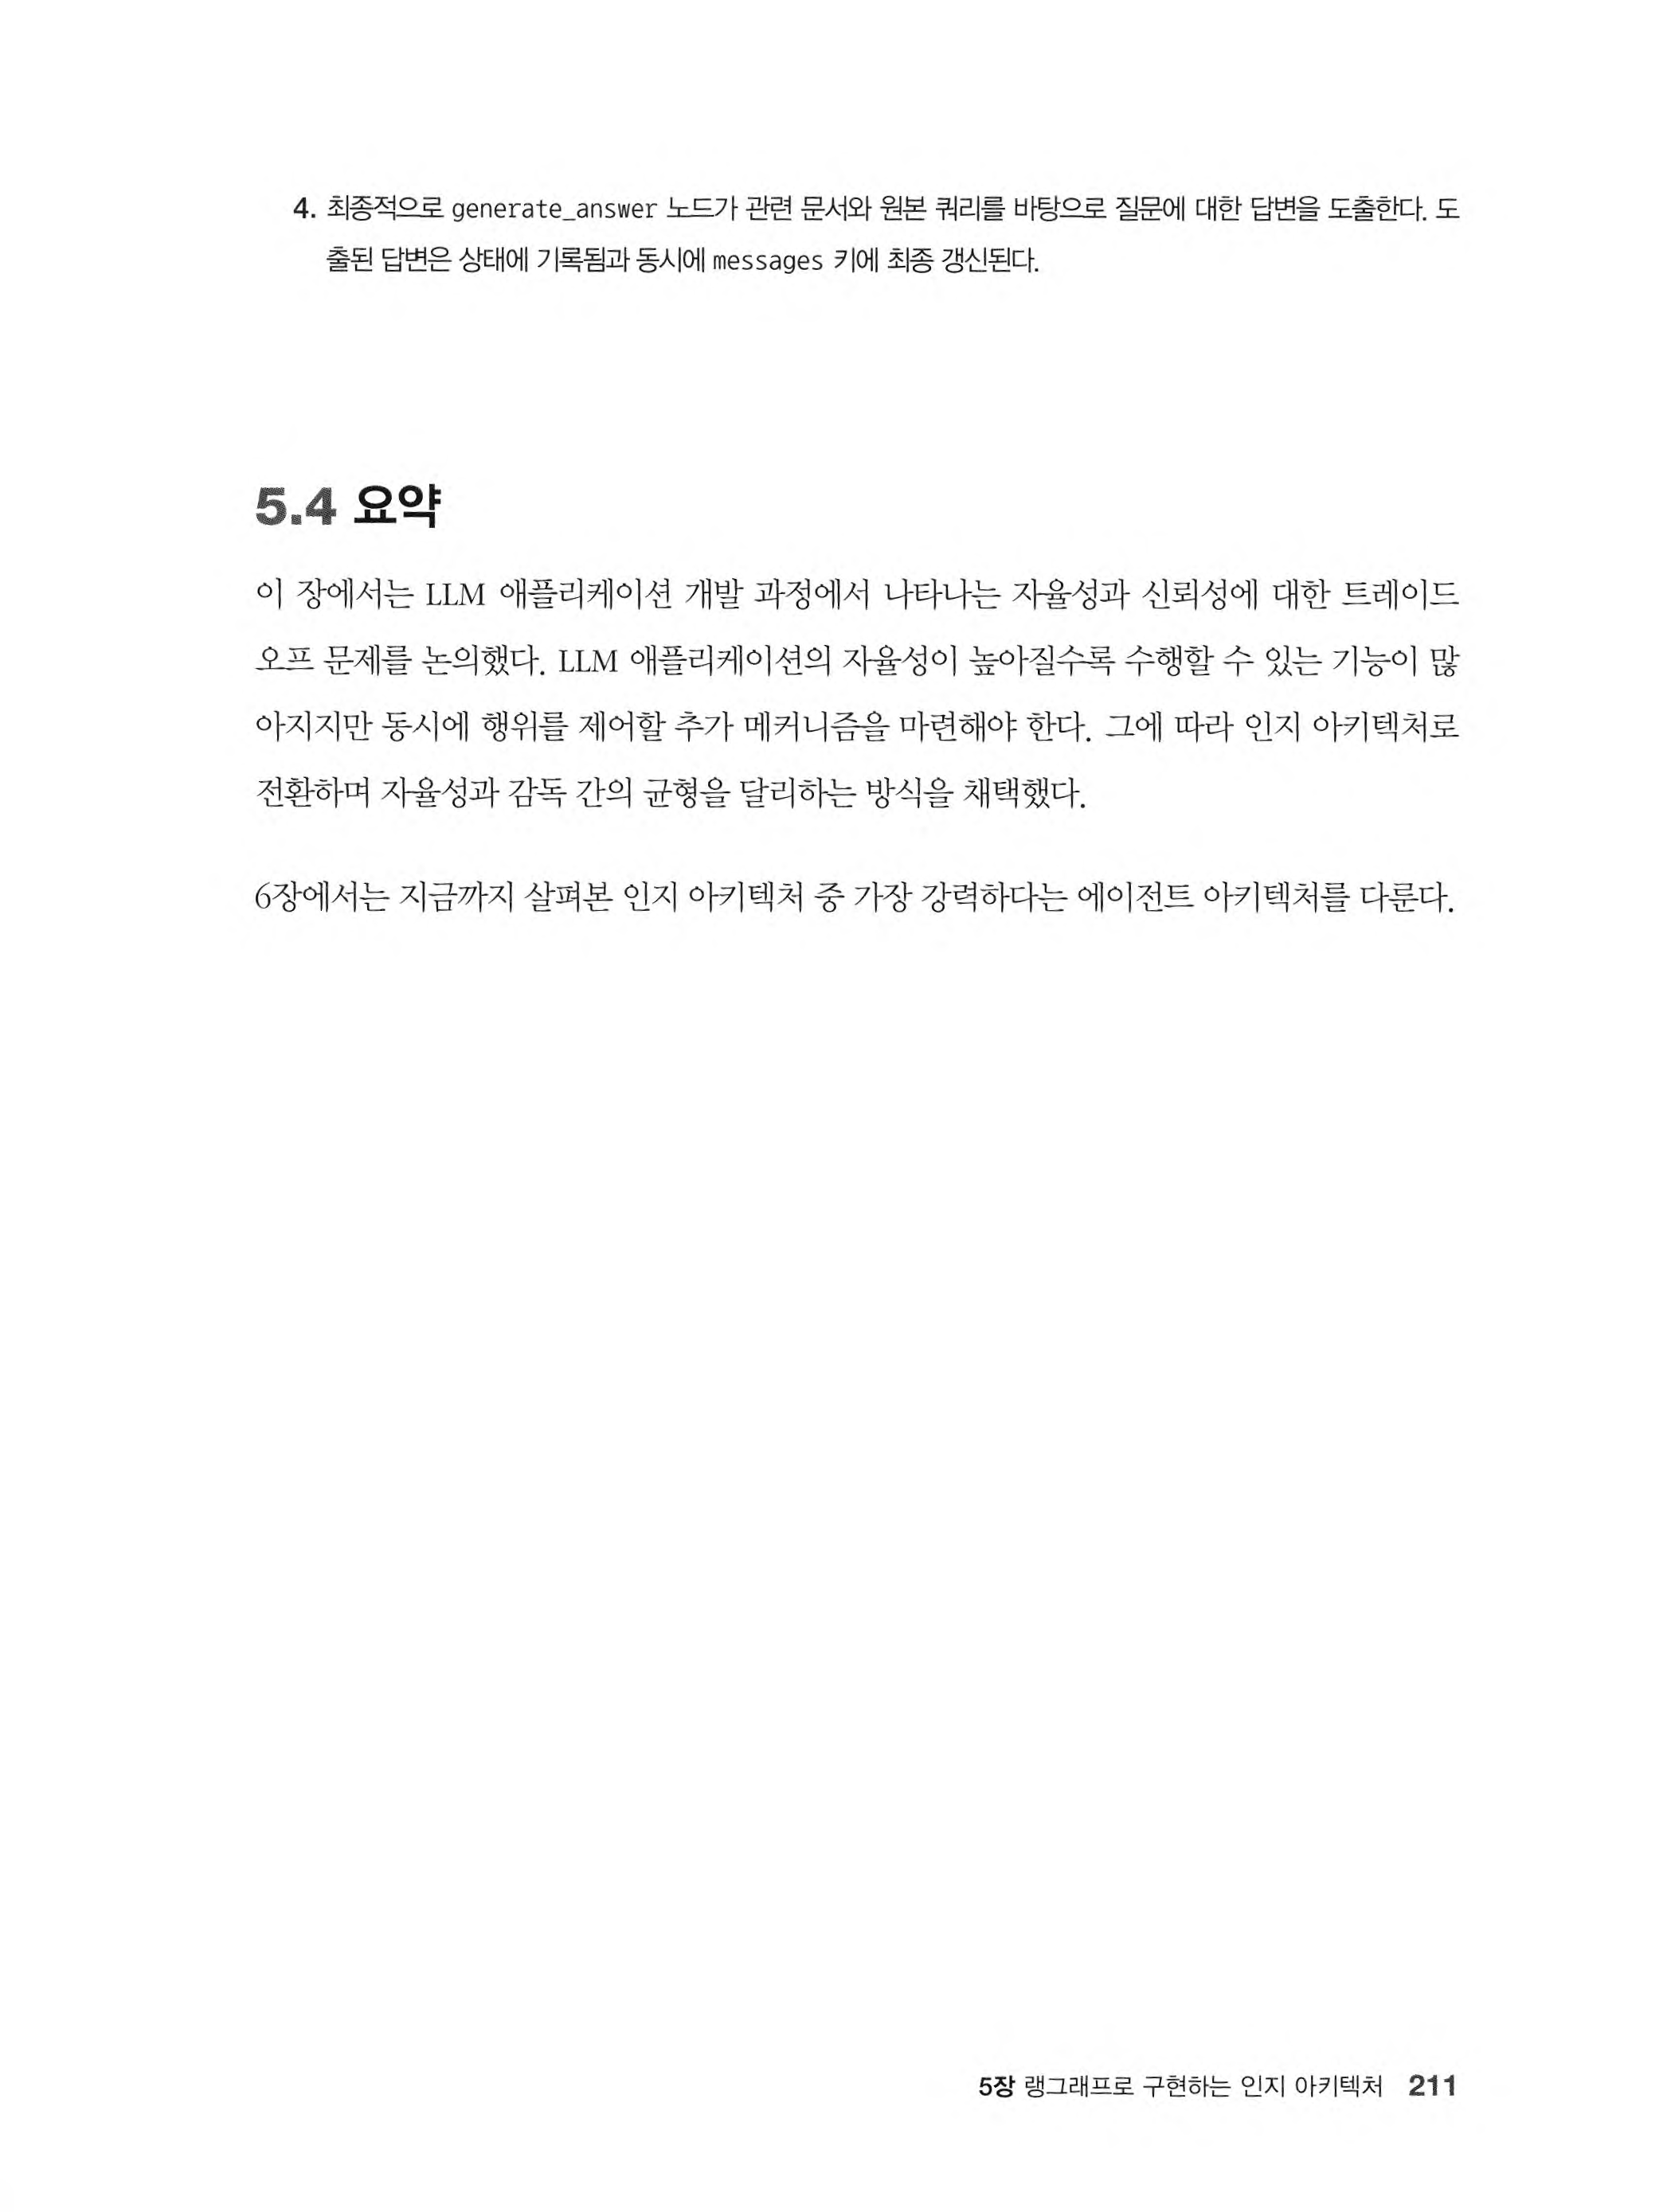 4. 최종적으로 generate_answer 노드가 관련 문서와 원본 쿼리를 바탕으로 질문에 대한 답변을 도출한다. 도
출된 답변은 상태에 기록됨과 동시에 messages 키에 최종 갱신된다.
5.4 요약
이 장에서는 LLM 애플리케이션 개발 과정에서 나타나는 자율성과 신뢰성에 대한 트레이드
오프 문제를 논의했다. LLM 애플리케이션의 자율성이 높아질수록 수행할 수 있는 기능이 많
아지지만 동시에 행위를 제어할 추가 메커니즘을 마련해야 한다. 그에 따라 인지 아키텍처로
전환하며 자율성과 감독 간의 균형을 달리하는 방식을 채택했다.
6장에서는 지금까지 살펴본 인지 아키텍처 중 가장 강력하다는 에이전트 아키텍처를 다룬다.
5장 랭그래프로 구현하는 인지 아키텍처 211